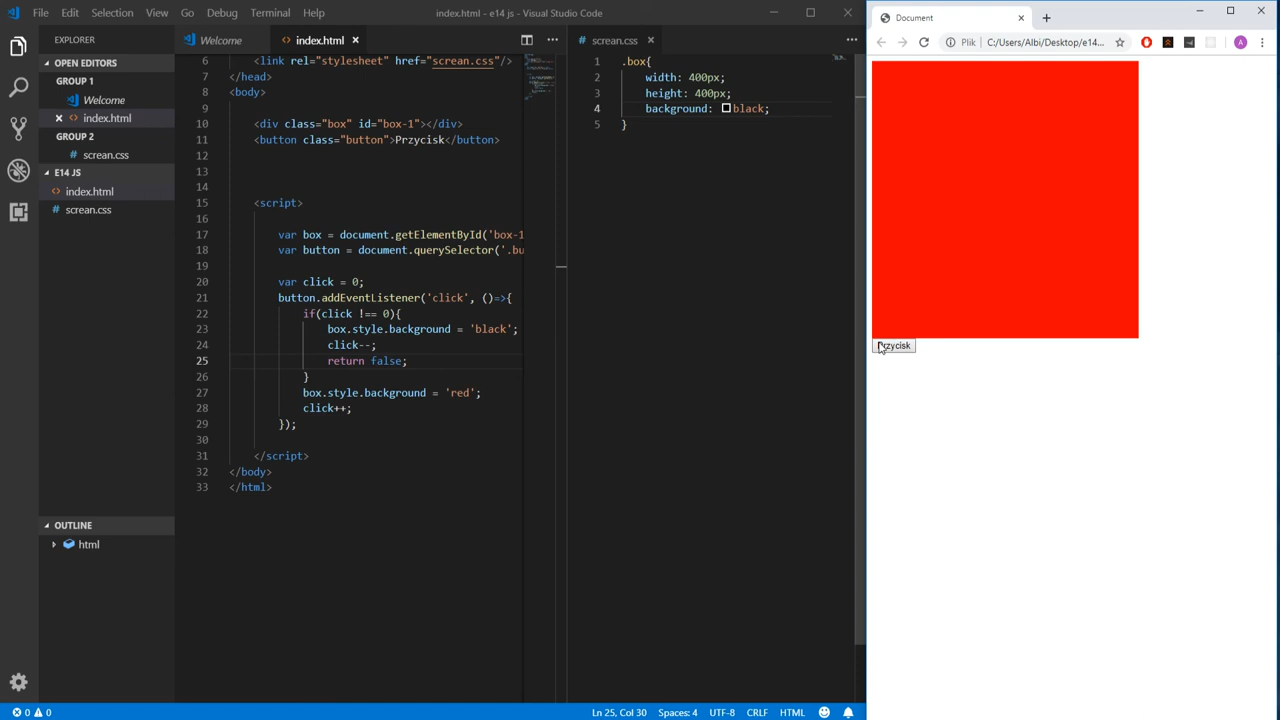 File Edit Selection View Go Debug Terminal Help
index.html - e14 js - Visual Studio Code
EXPLORER
OPEN EDITORS
GROUP 1
Welcome
index.html
GROUP 2
# screan.css
E14 JS
<> index.html
# screan.css
OUTLINE
html
Welcome
<> index.html
6 <link rel="stylesheet" href="screan.css"/>
7 </head>
8 <body>
9
10 <div class="box" id="box-1"></div>
11 <button class="button">Przycisk</button>
12
13
14
15 <script>
16
17 var box = document.getElementById('box-1
18 var button = document.querySelector('.bu
19
20 var click = 0;
21 button.addEventListener('click', ()=>{
22 if(click !== 0){
23 box.style.background = 'black';
24 click--;
25 return false;
26 }
27 box.style.background = 'red';
28 click++;
29 });
30
31 </script>
32 </body>
33 </html>
# screan.css
1 .box{
2 width: 400px;
3 height: 400px;
4 background: black;
5 }
0 0
Ln 25, Col 30 Spaces: 4 UTF-8 CRLF HTML
Document
Plik C:/Users/Albi/Desktop/e14...
A
Przycisk